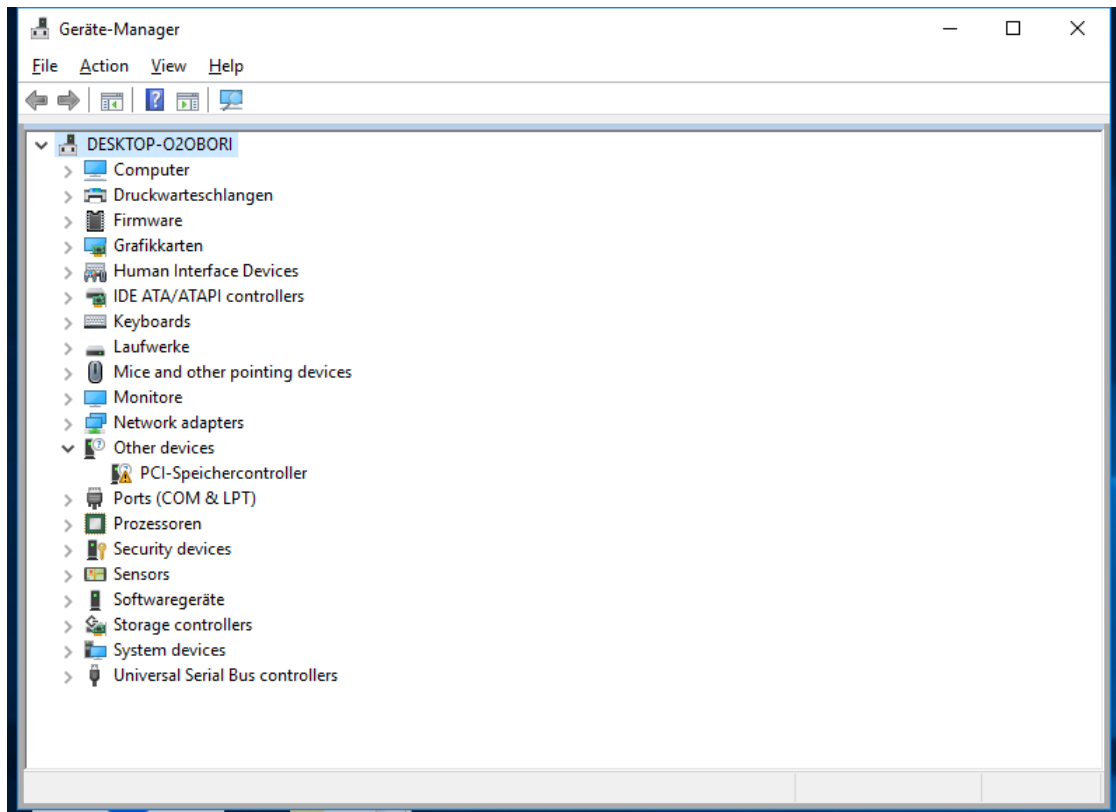 Geräte-Manager
File Action View Help
DESKTOP-O2OBORI
Computer
Druckwarteschlangen
Firmware
Grafikkarten
Human Interface Devices
IDE ATA/ATAPI controllers
Keyboards
Laufwerke
Mice and other pointing devices
Monitore
Network adapters
Other devices
PCI-Speichercontroller
Ports (COM & LPT)
Prozessoren
Security devices
Sensors
Softwaregeräte
Storage controllers
System devices
Universal Serial Bus controllers